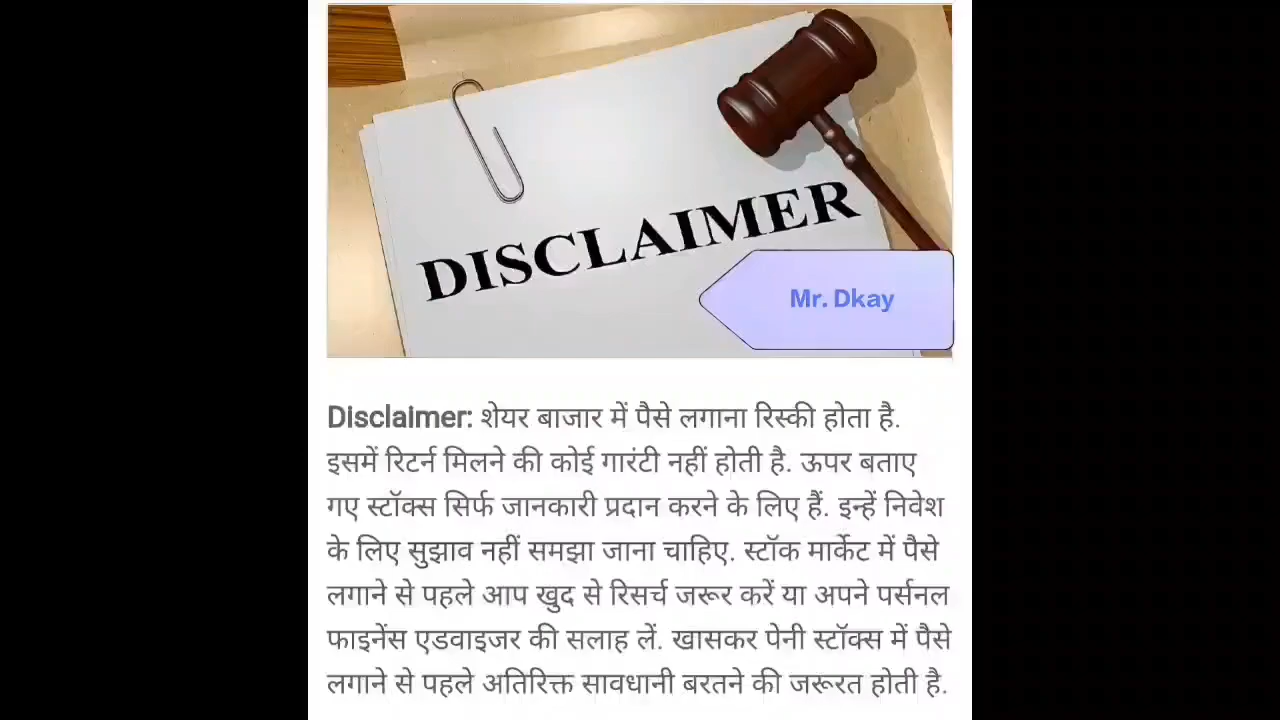 DISCLAIMER
Mr. Dkay
Disclaimer: शेयर बाजार में पैसे लगाना रिस्की होता है.
इसमें रिटर्न मिलने की कोई गारंटी नहीं होती है. ऊपर बताए
गए स्टॉक्स सिर्फ जानकारी प्रदान करने के लिए हैं. इन्हें निवेश
के लिए सुझाव नहीं समझा जाना चाहिए. स्टॉक मार्केट में पैसे
लगाने से पहले आप खुद से रिसर्च जरूर करें या अपने पर्सनल
फाइनेंस एडवाइजर की सलाह लें. खासकर पेनी स्टॉक्स में पैसे
लगाने से पहले अतिरिक्त सावधानी बरतने की जरूरत होती है.